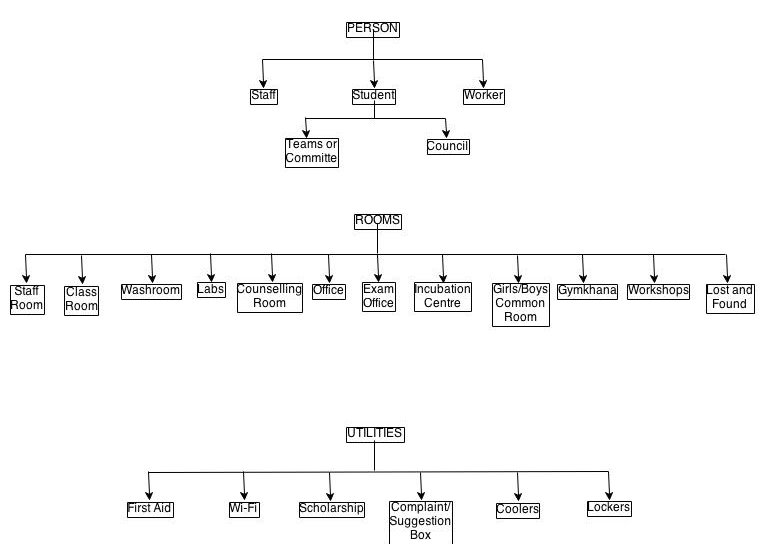 PERSON
Staff
Student
Worker
Teams or
Committe
Council
ROOMS
Staff
Room
Class
Room
Washroom
Labs
Counselling
Room
Office
Exam
Office
Incubation
Centre
Girls/Boys
Common
Room
Gymkhana
Workshops
Lost and
Found
UTILITIES
First Aid
Wi-Fi
Scholarship
Complaint/
Suggestion
Box
Coolers
Lockers